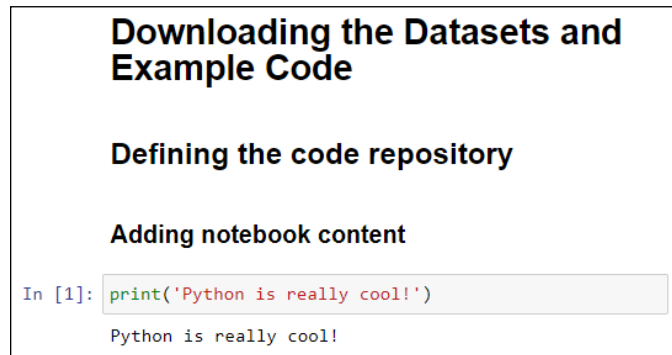 Downloading the Datasets and
Example Code
Defining the code repository
Adding notebook content
In [1]: print('Python is really cool!')
Python is really cool!